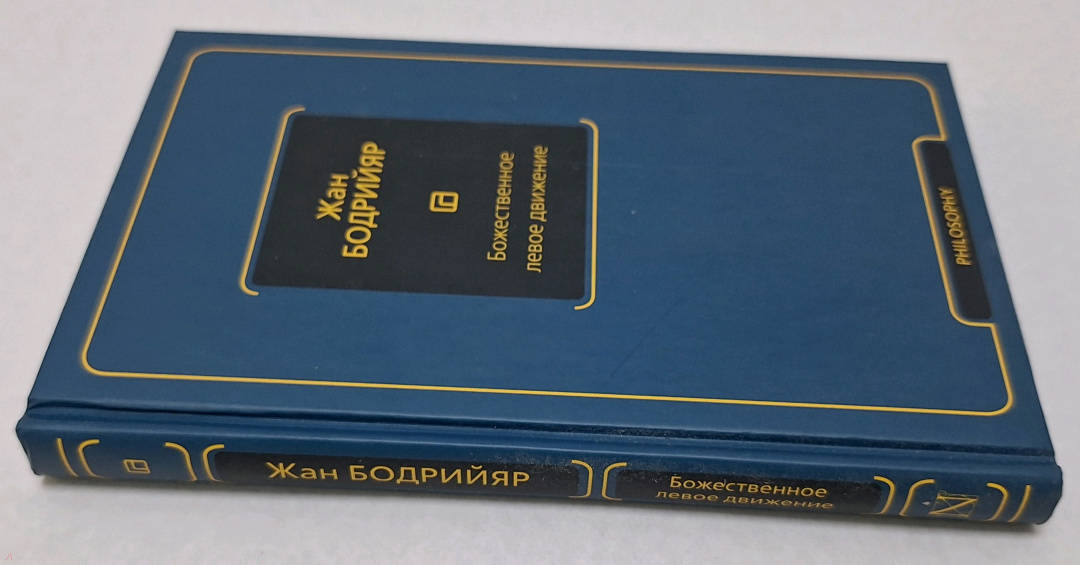 Жан
БОДРИЙЯР
Божественное
левое движение
PHILOSOPHY
Жан БОДРИЙЯР
Божественное
левое движение